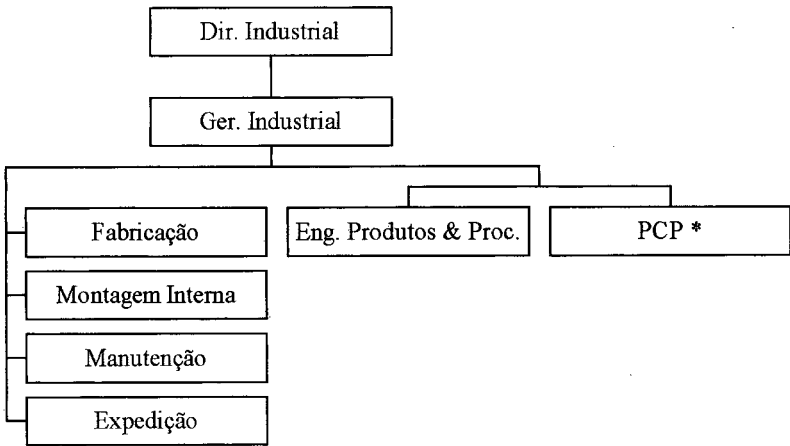 Dir. Industrial
Ger. Industrial
Fabricação
Eng. Produtos & Proc.
PCP *
Montagem Interna
Manutenção
Expedição